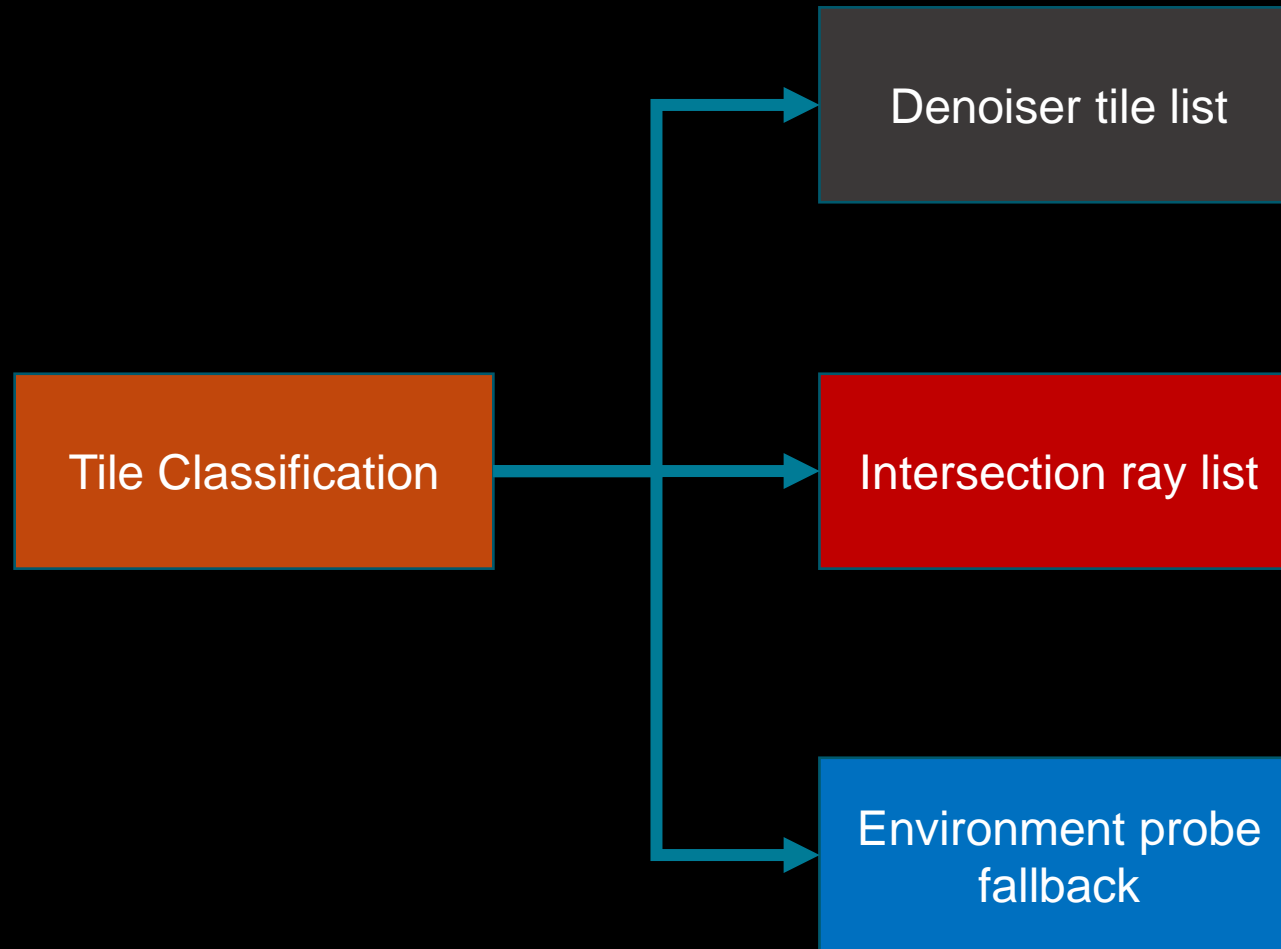 Denoiser tile list
Tile Classification
Intersection ray list
Environment probe
fallback